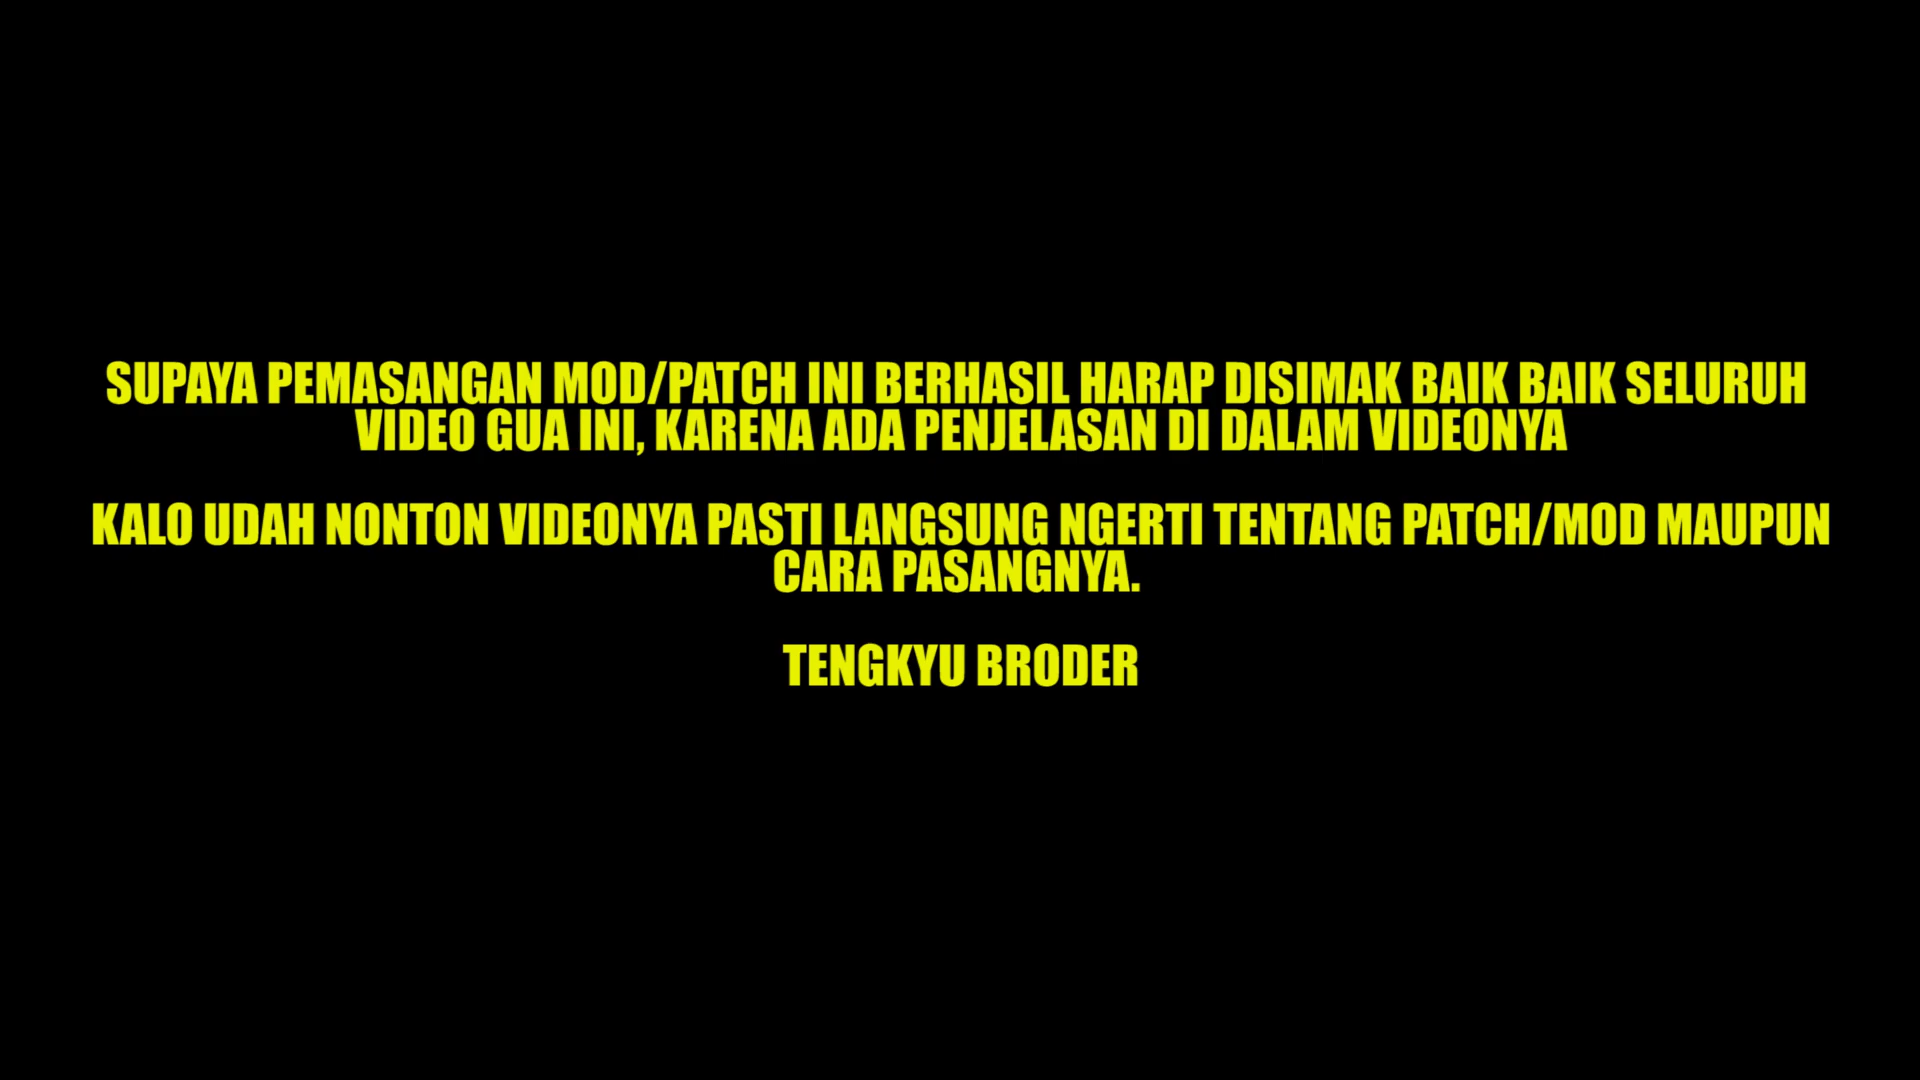 SUPAYA PEMASANGAN MOD/PATCH INI BERHASIL HARAP DISIMAK BAIK BAIK SELURUH
VIDEO GUA INI, KARENA ADA PENJELASAN DI DALAM VIDEONYA
KALO UDAH NONTON VIDEONYA PASTI LANGSUNG NGERTI TENTANG PATCH/MOD MAUPUN
CARA PASANGNYA.
TENGKYU BRODER